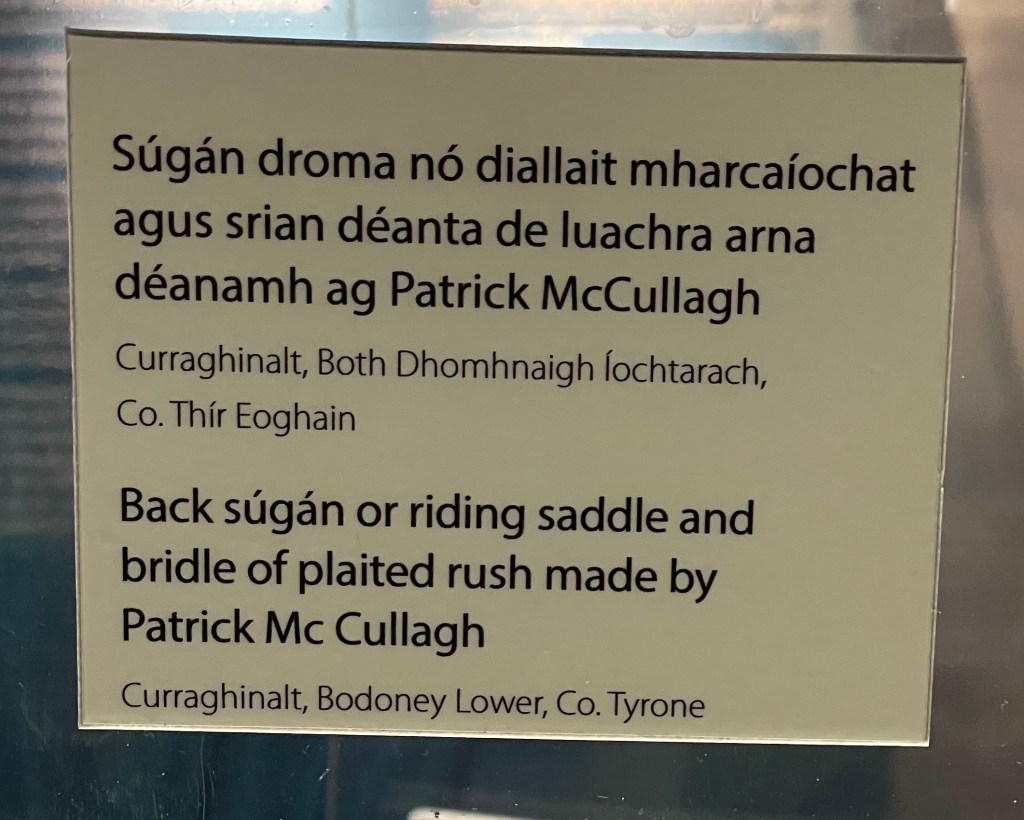 Súgán droma nó diallait mharcaíochat
agus srian déanta de luachra arna
déanamh ag Patrick McCullagh
Curraghinalt, Both Dhomhnaigh Íochtarach,
Co. Thír Eoghain
Back súgán or riding saddle and
bridle of plaited rush made by
Patrick Mc Cullagh
Curraghinalt, Bodoney Lower, Co. Tyrone